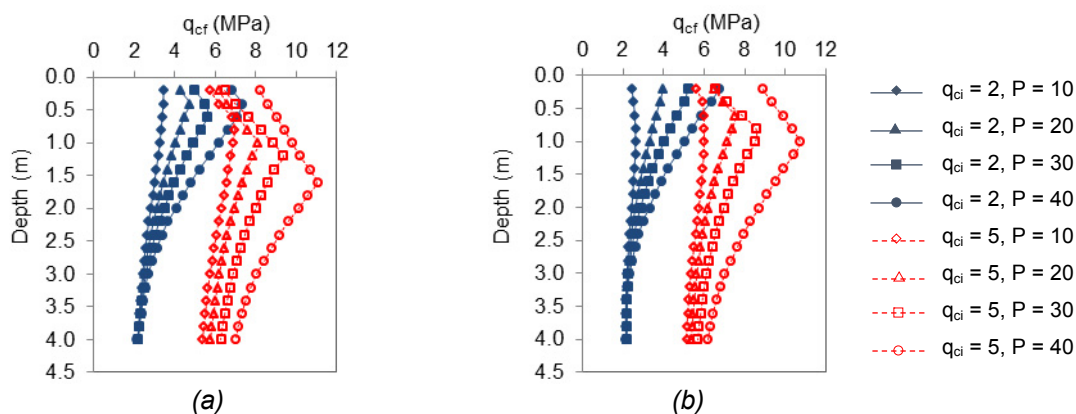 q_cf (MPa)
0 2 4 6 8 10 12
0.0
0.5
1.0
1.5
2.0
2.5
3.0
3.5
4.0
4.5
Depth (m)
(a)
q_cf (MPa)
0 2 4 6 8 10 12
0.0
0.5
1.0
1.5
2.0
2.5
3.0
3.5
4.0
4.5
Depth (m)
(b)
q_ci = 2, P = 10
q_ci = 2, P = 20
q_ci = 2, P = 30
q_ci = 2, P = 40
q_ci = 5, P = 10
q_ci = 5, P = 20
q_ci = 5, P = 30
q_ci = 5, P = 40